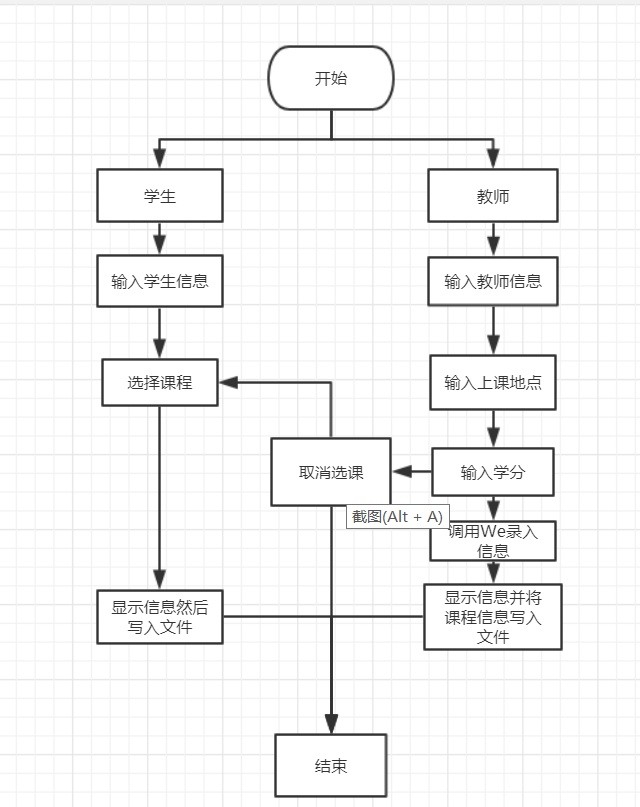 开始
学生
教师
输入学生信息
输入教师信息
选择课程
输入上课地点
取消选课
输入学分
截图(Alt + A)
调用We录入
信息
显示信息然后
写入文件
显示信息并将
课程信息写入
文件
结束